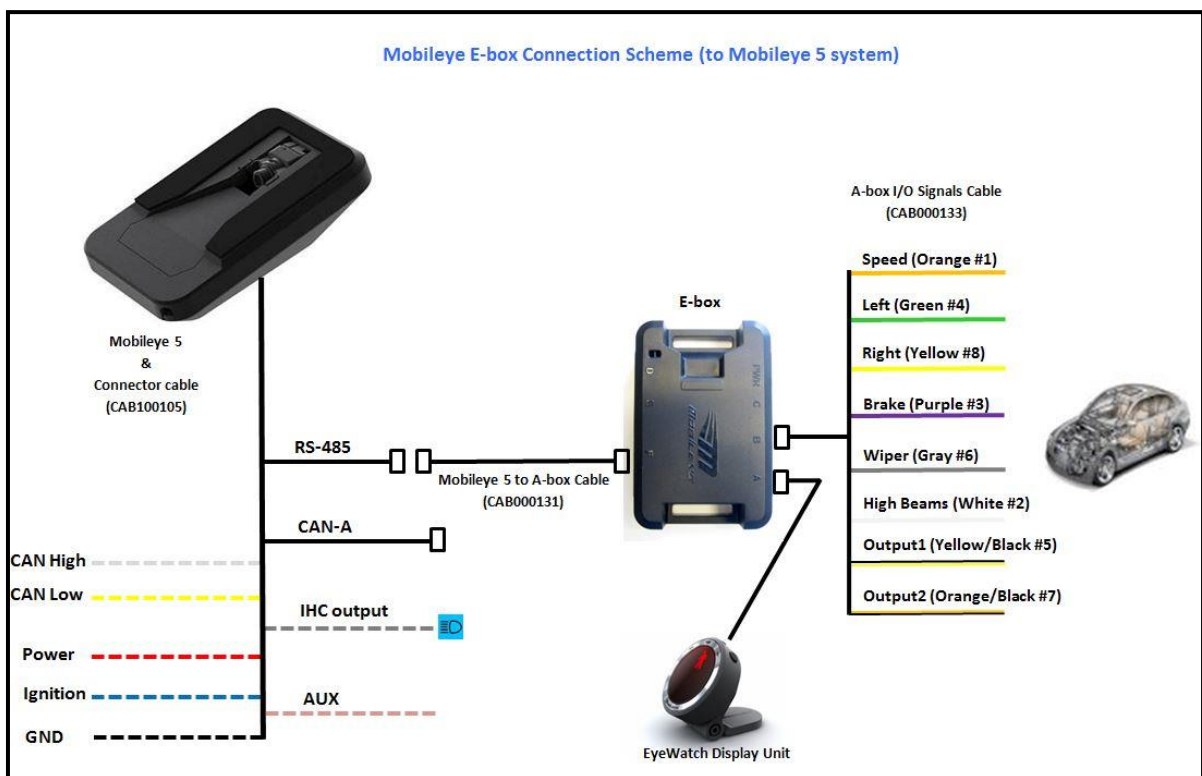 Mobileye E-box Connection Scheme (to Mobileye 5 system)
A-box I/O Signals Cable
(CAB000133)
Speed (Orange #1)
E-box
Left (Green #4)
Mobileye 5
&
Connector cable
(CAB100105)
Right (Yellow #8)
PWR
C
B
A
D
Brake (Purple #3)
RS-485
Mobileye 5 to A-box Cable
(CAB000131)
Wiper (Gray #6)
High Beams (White #2)
CAN-A
Output1 (Yellow/Black #5)
CAN High
CAN Low
IHC output
Output2 (Orange/Black #7)
Power
Ignition
AUX
GND
EyeWatch Display Unit